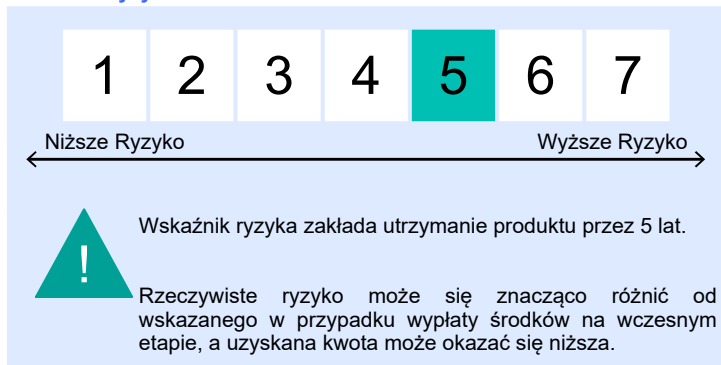 1 2 3 4 5 6 7
Niższe Ryzyko Wyższe Ryzyko
Wskaźnik ryzyka zakłada utrzymanie produktu przez 5 lat.
!
Rzeczywiste ryzyko może się znacząco różnić od
wskazanego w przypadku wypłaty środków na wczesnym
etapie, a uzyskana kwota może okazać się niższa.